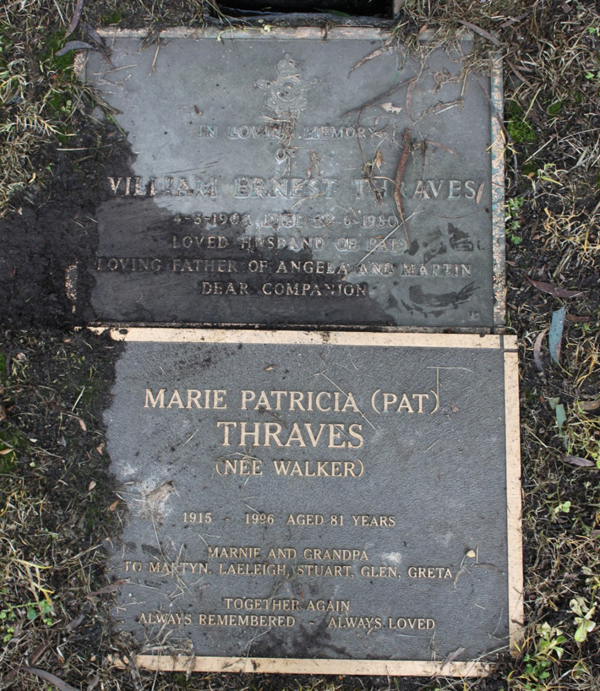 IN LOVING MEMORY
OF
WILLIAM ERNEST THRAVES
LOVED HUSBAND OF PAT
LOVING FATHER OF ANGELA AND MARTIN
DEAR COMPANION
MARIE PATRICIA (PAT)
THRAVES
(NEE WALKER)
1915 - 1996 AGED 81 YEARS
MARNIE AND GRANDPA
TO MARTYN, LAELEIGH, STUART, GLEN, GRETA
TOGETHER AGAIN
ALWAYS REMEMBERED - ALWAYS LOVED